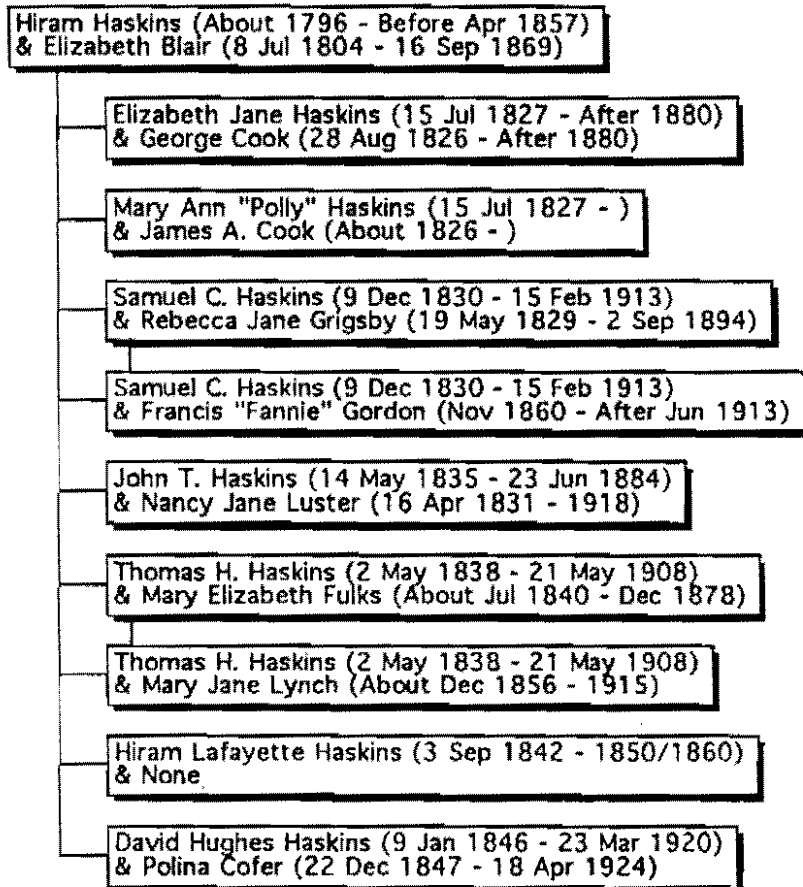 Hiram Haskins (About 1796 - Before Apr 1857)
& Elizabeth Blair (8 Jul 1804 - 16 Sep 1869)
Elizabeth Jane Haskins (15 Jul 1827 - After 1880)
& George Cook (28 Aug 1826 - After 1880)
Mary Ann "Polly" Haskins (15 Jul 1827 - )
& James A. Cook (About 1826 - )
Samuel C. Haskins (9 Dec 1830 - 15 Feb 1913)
& Rebecca Jane Grigsby (19 May 1829 - 2 Sep 1894)
Samuel C. Haskins (9 Dec 1830 - 15 Feb 1913)
& Francis "Fannie" Gordon (Nov 1860 - After Jun 1913)
John T. Haskins (14 May 1835 - 23 Jun 1884)
& Nancy Jane Luster (16 Apr 1831 - 1918)
Thomas H. Haskins (2 May 1838 - 21 May 1908)
& Mary Elizabeth Fulks (About Jul 1840 - Dec 1878)
Thomas H. Haskins (2 May 1838 - 21 May 1908)
& Mary Jane Lynch (About Dec 1856 - 1915)
Hiram Lafayette Haskins (3 Sep 1842 - 1850/1860)
& None
David Hughes Haskins (9 Jan 1846 - 23 Mar 1920)
& Polina Cofer (22 Dec 1847 - 18 Apr 1924)